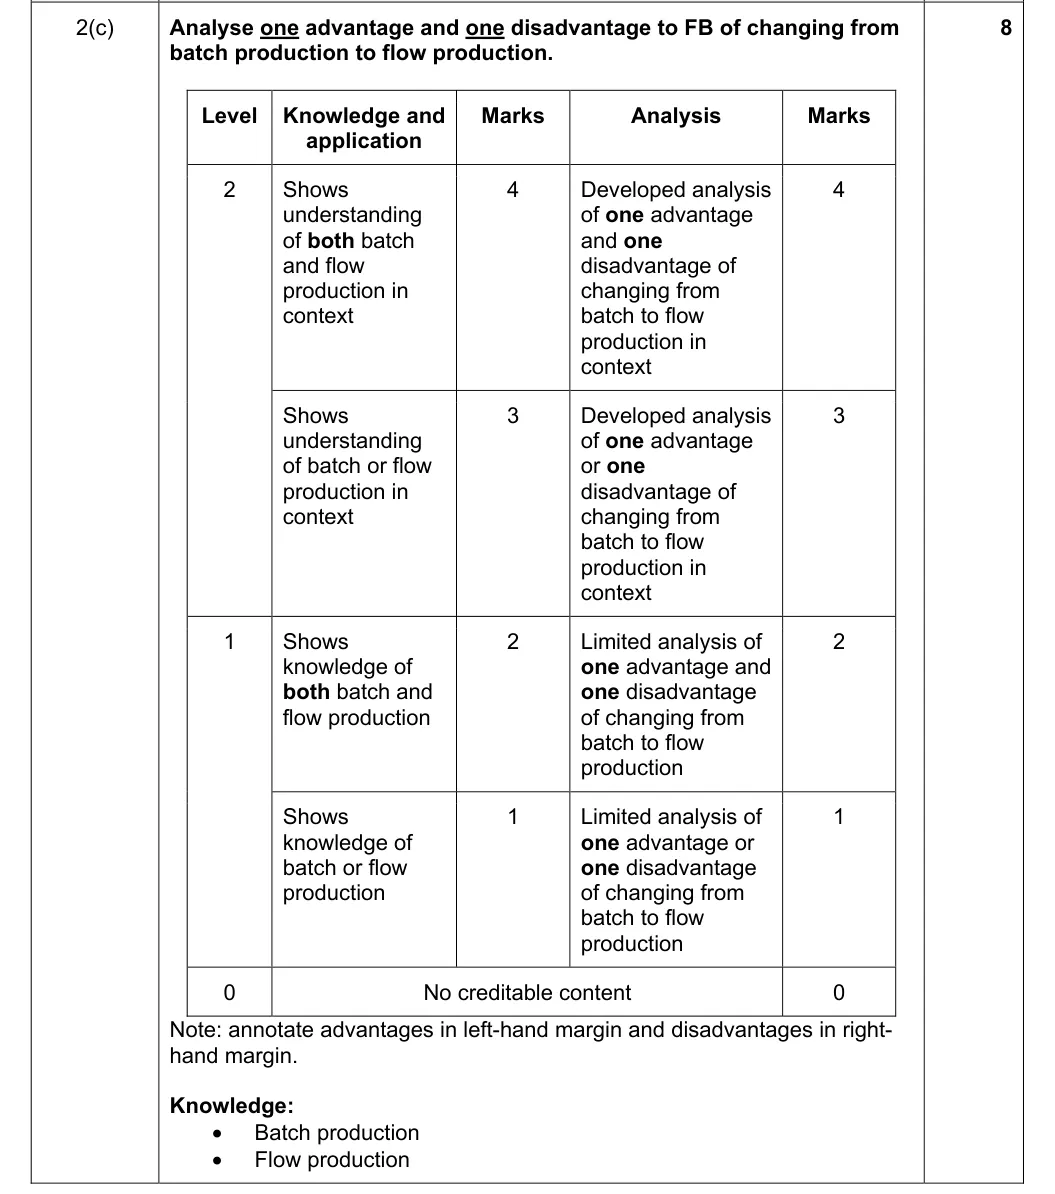 2(c)
Analyse one advantage and one disadvantage to FB of changing from
batch production to flow production.
8
Level
Knowledge and
application
Marks
Analysis
Marks
2
Shows
understanding
of both batch
and flow
production in
context
4
Developed analysis
of one advantage
and one
disadvantage of
changing from
batch to flow
production in
context
4
Shows
understanding
of batch or flow
production in
context
3
Developed analysis
of one advantage
or one
disadvantage of
changing from
batch to flow
production in
context
3
1
Shows
knowledge of
both batch and
flow production
2
Limited analysis of
one advantage and
one disadvantage
of changing from
batch to flow
production
2
Shows
knowledge of
batch or flow
production
1
Limited analysis of
one advantage or
one disadvantage
of changing from
batch to flow
production
1
0
No creditable content
0
Note: annotate advantages in left-hand margin and disadvantages in right-
hand margin.
Knowledge:
• Batch production
• Flow production